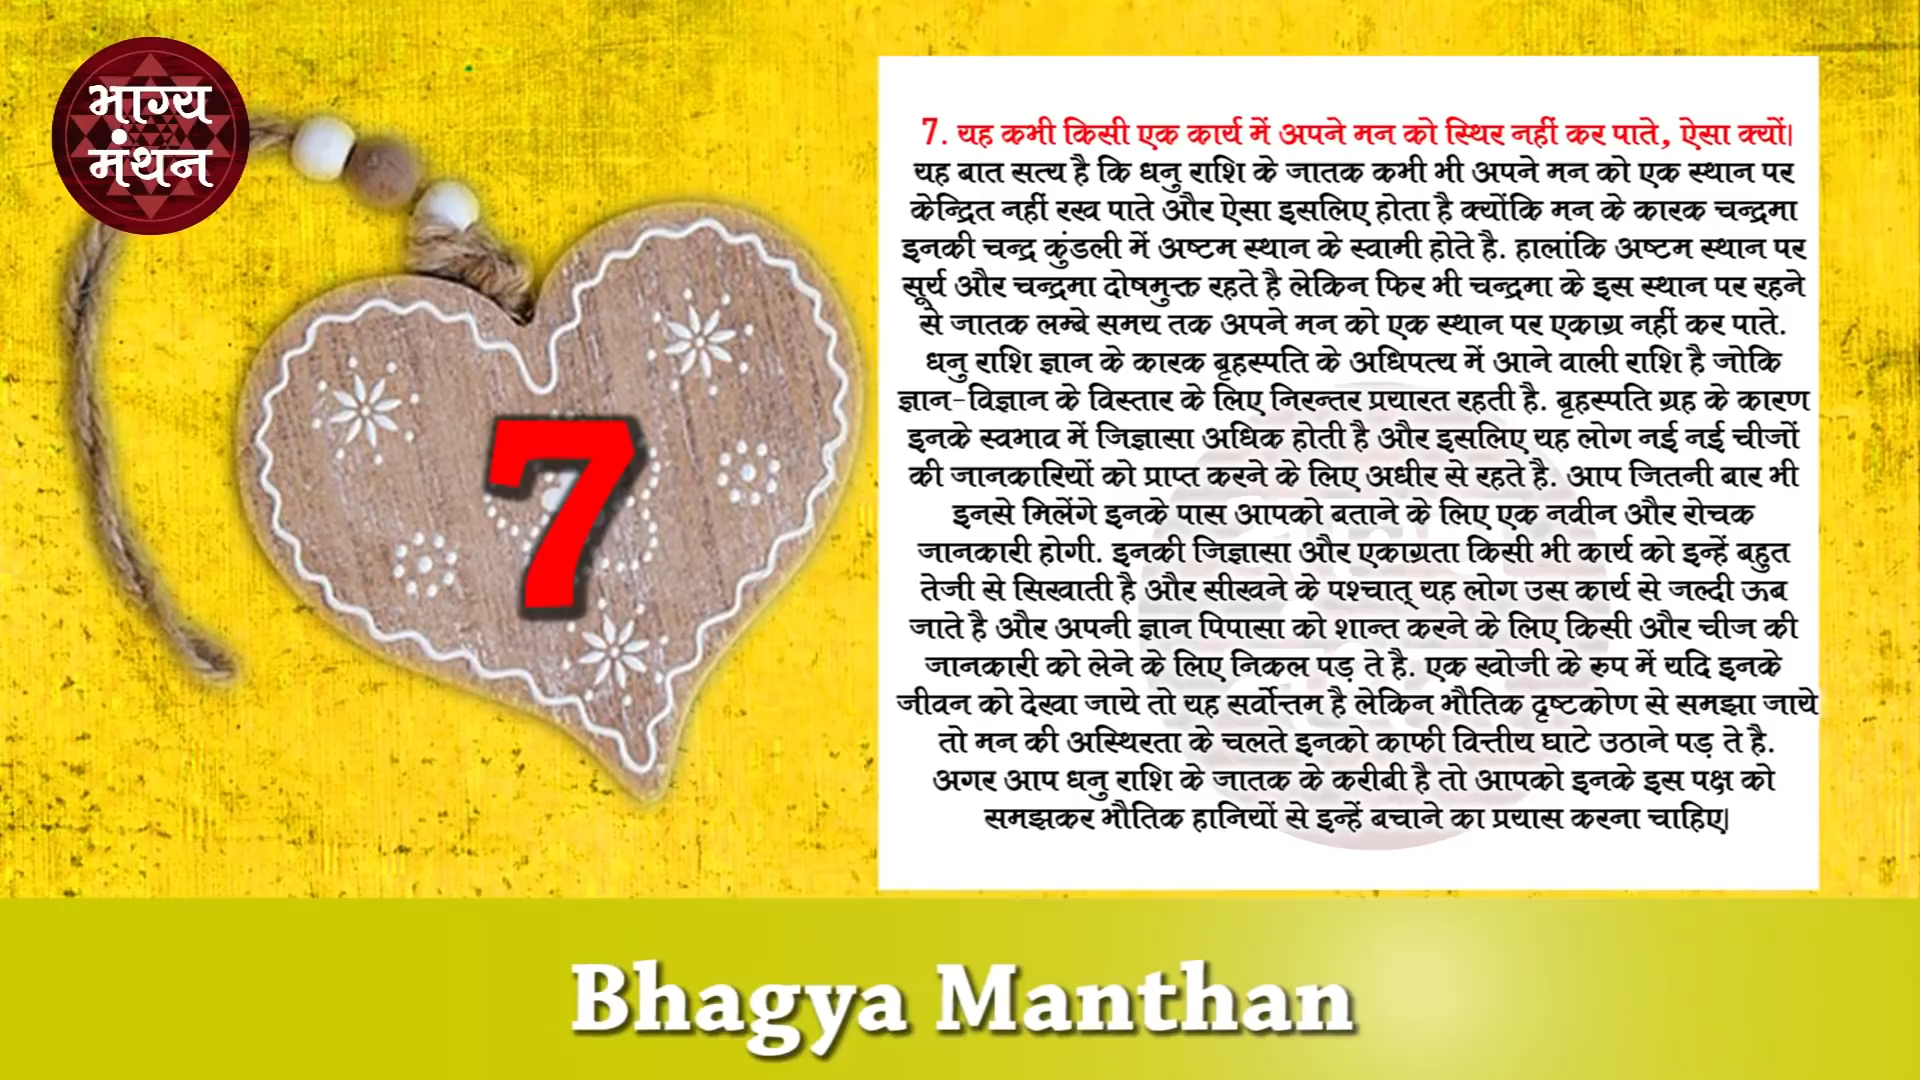 भाग्य
मंथन
7
7. यह कभी किसी एक कार्य में अपने मन को स्थिर नहीं कर पाते, ऐसा क्यों|
यह बात सत्य है कि धनु राशि के जातक कभी भी अपने मन को एक स्थान पर
केन्द्रित नहीं रख पाते और ऐसा इसलिए होता है क्योंकि मन के कारक चन्द्रमा
इनकी चन्द्र कुंडली में अष्टम स्थान के स्वामी होते है. हालांकि अष्टम स्थान पर
सूर्य और चन्द्रमा दोषमुक्त रहते है लेकिन फिर भी चन्द्रमा के इस स्थान पर रहने
से जातक लम्बे समय तक अपने मन को एक स्थान पर एकाग्र नहीं कर पाते.
धनु राशि ज्ञान के कारक बृहस्पति के अधिपत्य में आने वाली राशि है जोकि
ज्ञान-विज्ञान के विस्तार के लिए निरन्तर प्रयारत रहती है. बृहस्पति ग्रह के कारण
इनके स्वभाव में जिज्ञासा अधिक होती है और इसलिए यह लोग नई नई चीजों
की जानकारियों को प्राप्त करने के लिए अधीर से रहते है. आप जितनी बार भी
इनसे मिलेंगे इनके पास आपको बताने के लिए एक नवीन और रोचक
जानकारी होगी. इनकी जिज्ञासा और एकाग्रता किसी भी कार्य को इन्हें बहुत
तेजी से सिखाती है और सीखने के पश्चात् यह लोग उस कार्य से जल्दी ऊब
जाते है और अपनी ज्ञान पिपासा को शान्त करने के लिए किसी और चीज की
जानकारी को लेने के लिए निकल पड़ ते है. एक खोजी के रुप में यदि इनके
जीवन को देखा जाये तो यह सर्वोत्तम है लेकिन भौतिक दृष्टकोण से समझा जाये
तो मन की अस्थिरता के चलते इनको काफी वित्तीय घाटे उठाने पड़ ते है.
अगर आप धनु राशि के जातक के करीबी है तो आपको इनके इस पक्ष को
समझकर भौतिक हानियों से इन्हें बचाने का प्रयास करना चाहिए|
Bhagya Manthan